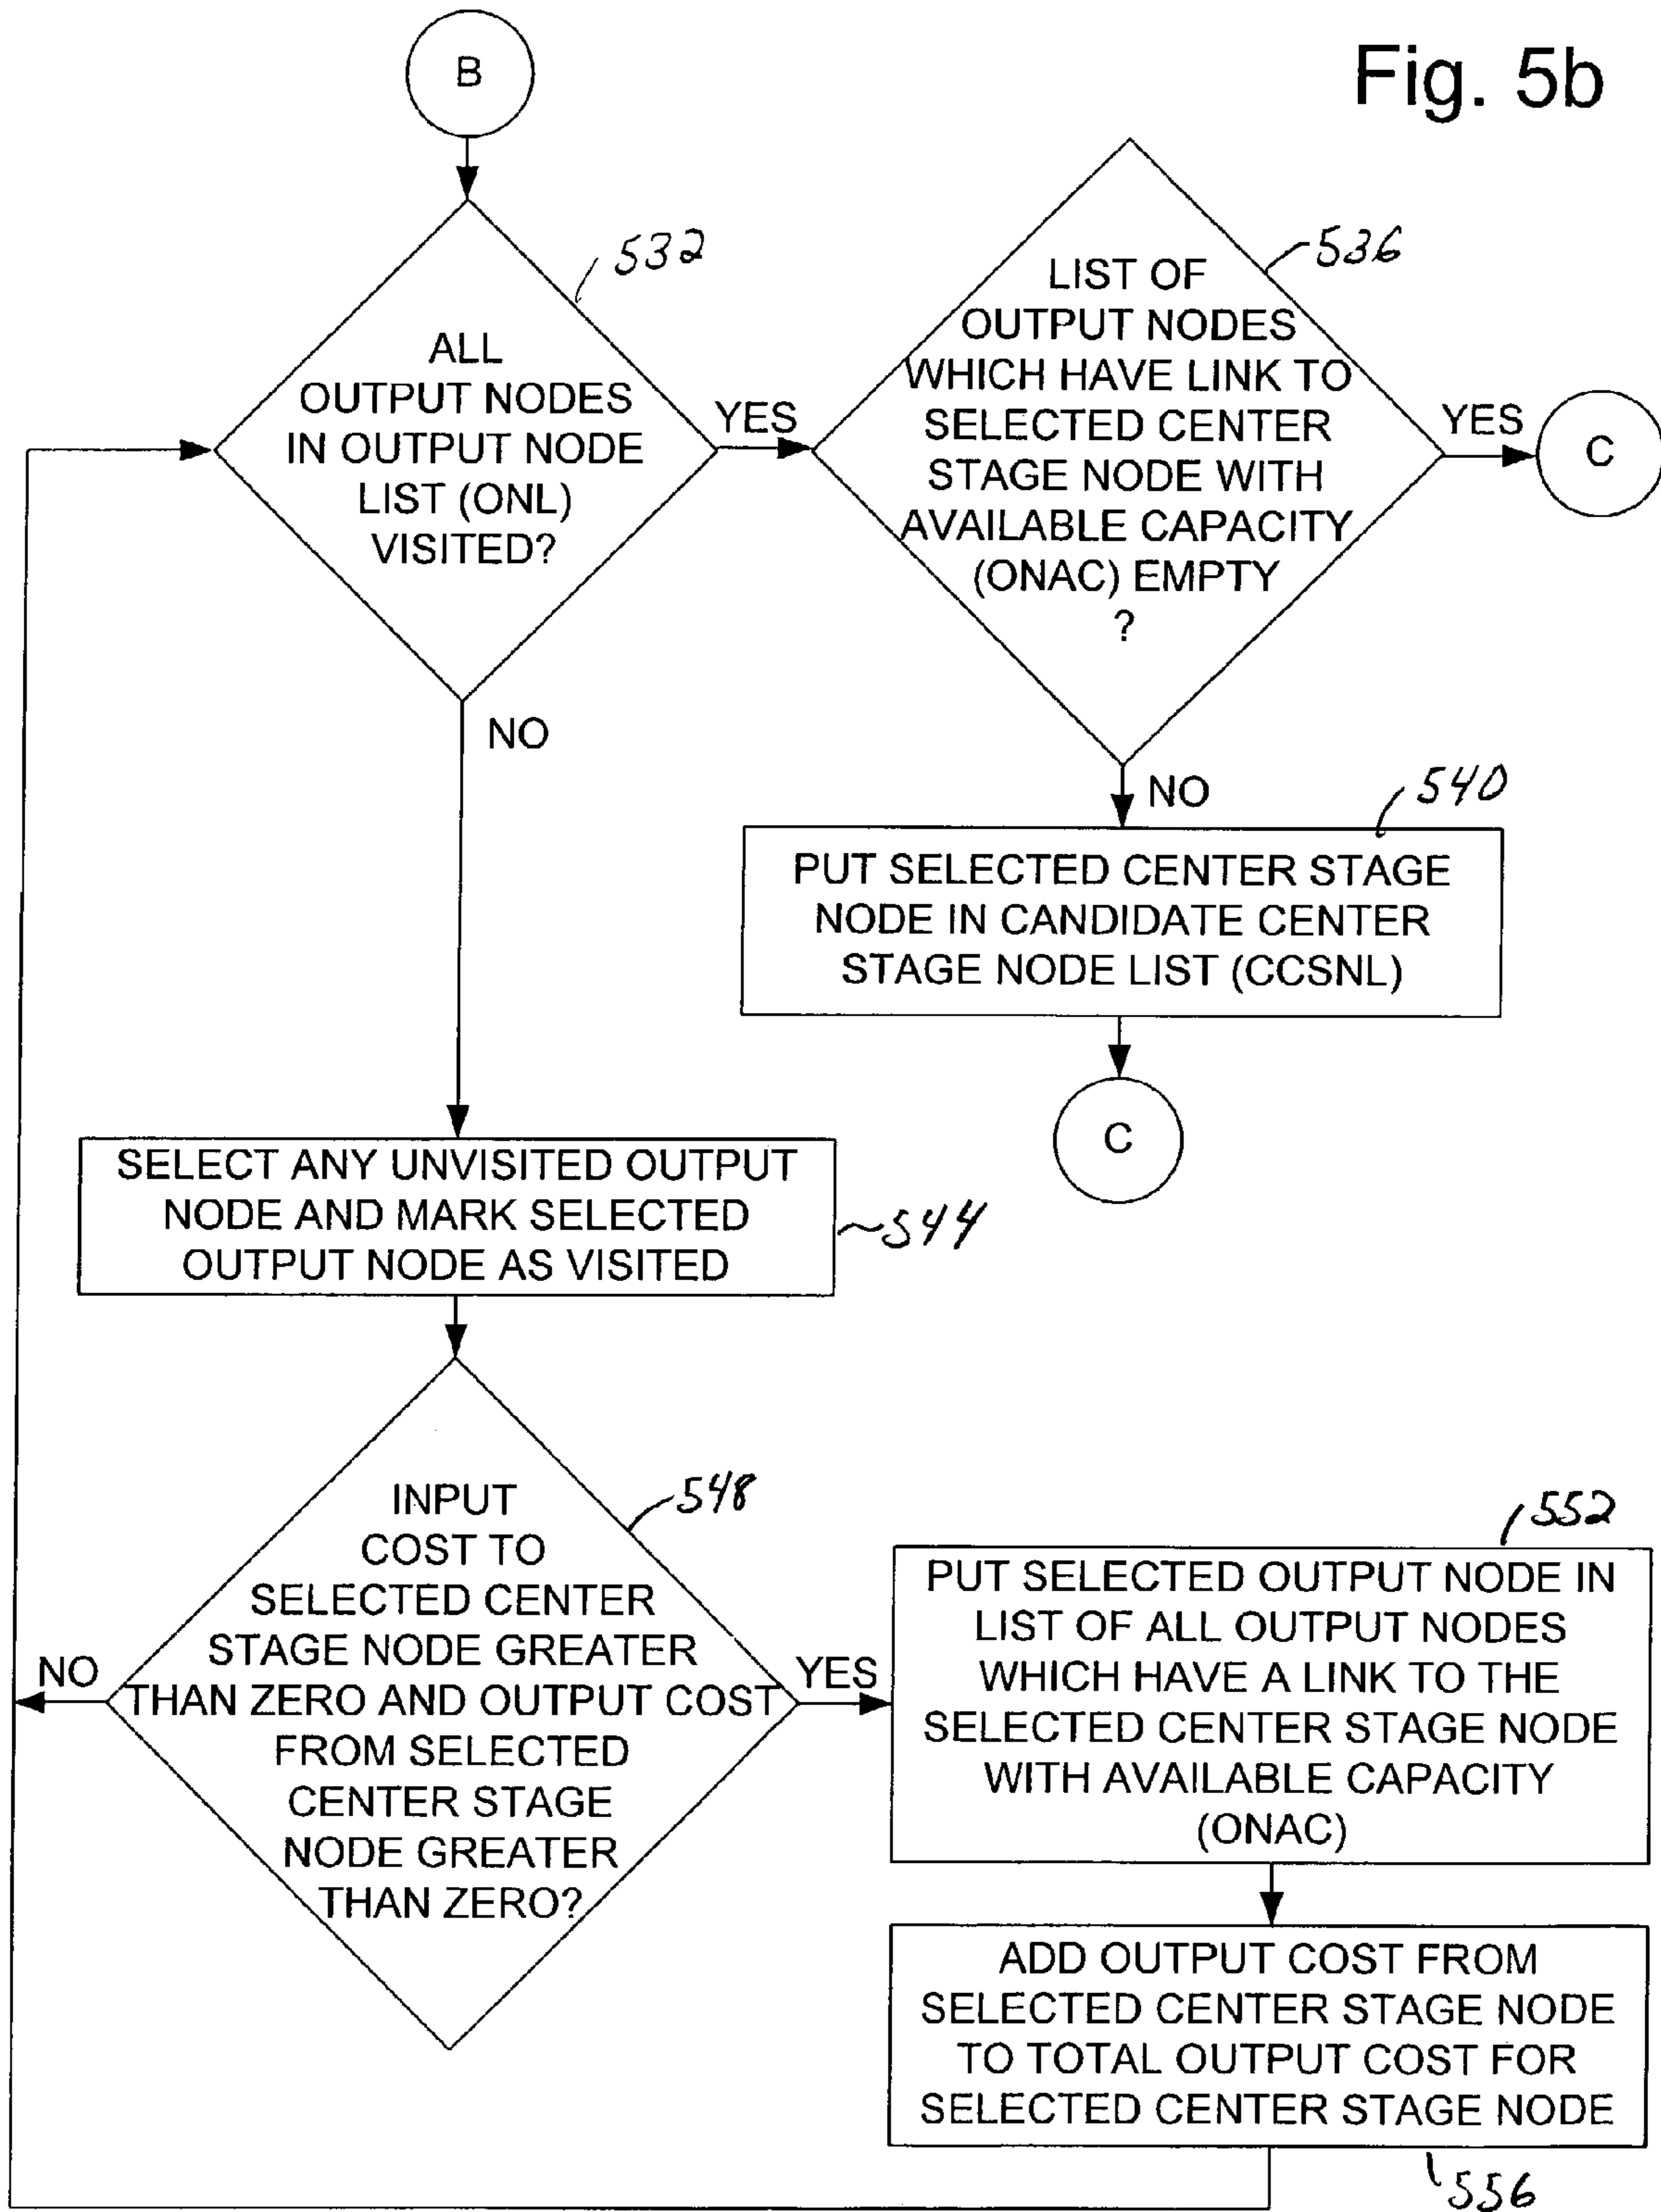 Fig. 5b
B
532
ALL
OUTPUT NODES
IN OUTPUT NODE
LIST (ONL)
VISITED?
YES
NO
536
LIST OF
OUTPUT NODES
WHICH HAVE LINK TO
SELECTED CENTER
STAGE NODE WITH
AVAILABLE CAPACITY
(ONAC) EMPTY
?
YES
C
NO
540
PUT SELECTED CENTER STAGE
NODE IN CANDIDATE CENTER
STAGE NODE LIST (CCSNL)
C
SELECT ANY UNVISITED OUTPUT
NODE AND MARK SELECTED
OUTPUT NODE AS VISITED
544
INPUT
COST TO
SELECTED CENTER
STAGE NODE GREATER
THAN ZERO AND OUTPUT COST
FROM SELECTED
CENTER STAGE
NODE GREATER
THAN ZERO?
548
NO
YES
552
PUT SELECTED OUTPUT NODE IN
LIST OF ALL OUTPUT NODES
WHICH HAVE A LINK TO THE
SELECTED CENTER STAGE NODE
WITH AVAILABLE CAPACITY
(ONAC)
ADD OUTPUT COST FROM
SELECTED CENTER STAGE NODE
TO TOTAL OUTPUT COST FOR
SELECTED CENTER STAGE NODE
556